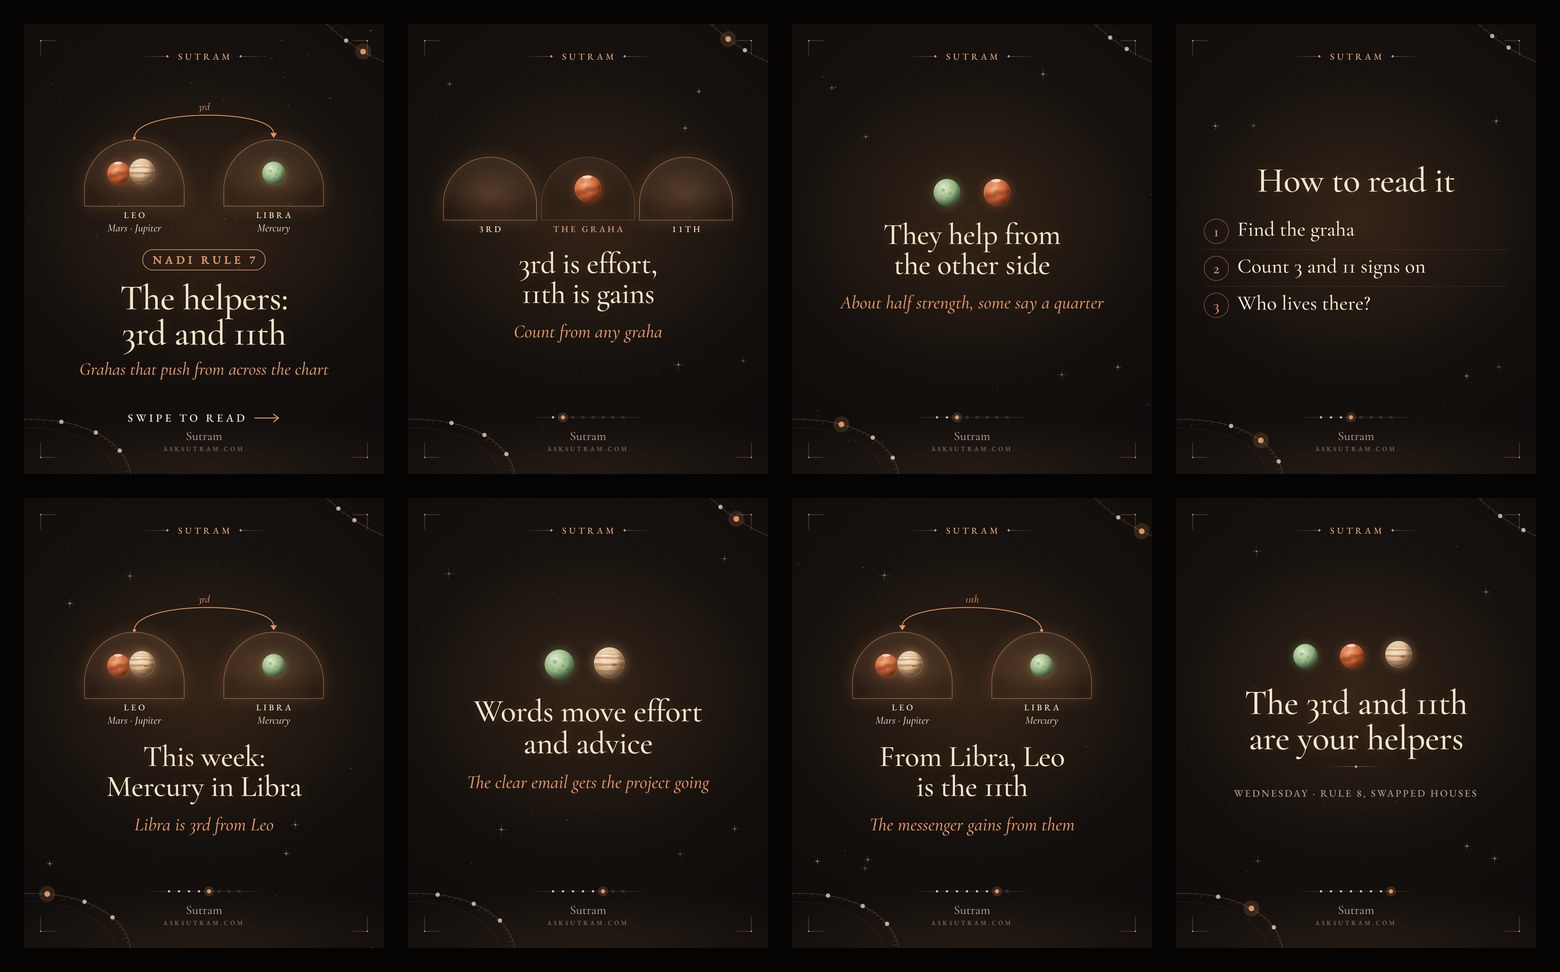 SUTRAM
3rd
LEO
Mars · Jupiter
LIBRA
Mercury
NADI RULE 7
The helpers:
3rd and 11th
Grahas that push from across the chart
SWIPE TO READ
Sutram
ASKSUTRAM.COM
SUTRAM
3RD
THE GRAHA
11TH
3rd is effort,
11th is gains
Count from any graha
Sutram
ASKSUTRAM.COM
SUTRAM
They help from
the other side
About half strength, some say a quarter
Sutram
ASKSUTRAM.COM
SUTRAM
How to read it
1 Find the graha
2 Count 3 and 11 signs on
3 Who lives there?
Sutram
ASKSUTRAM.COM
SUTRAM
3rd
LEO
Mars · Jupiter
LIBRA
Mercury
This week:
Mercury in Libra
Libra is 3rd from Leo
Sutram
ASKSUTRAM.COM
SUTRAM
Words move effort
and advice
The clear email gets the project going
Sutram
ASKSUTRAM.COM
SUTRAM
11th
LEO
Mars · Jupiter
LIBRA
Mercury
From Libra, Leo
is the 11th
The messenger gains from them
Sutram
ASKSUTRAM.COM
SUTRAM
The 3rd and 11th
are your helpers
WEDNESDAY · RULE 8, SWAPPED HOUSES
Sutram
ASKSUTRAM.COM